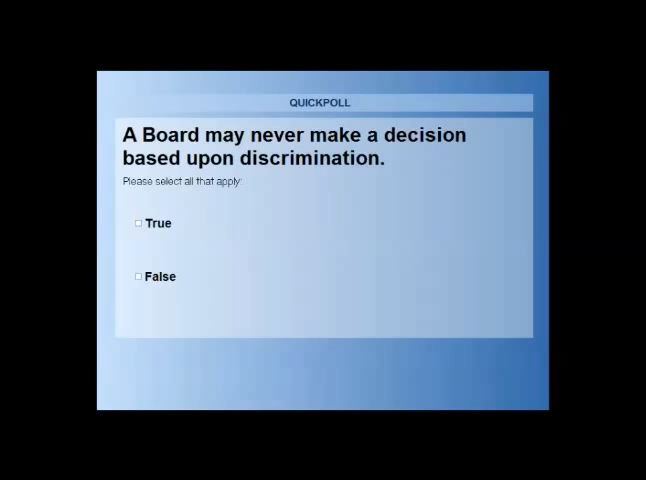 QUICKPOLL
A Board may never make a decision
based upon discrimination.
Please select all that apply:
True
False